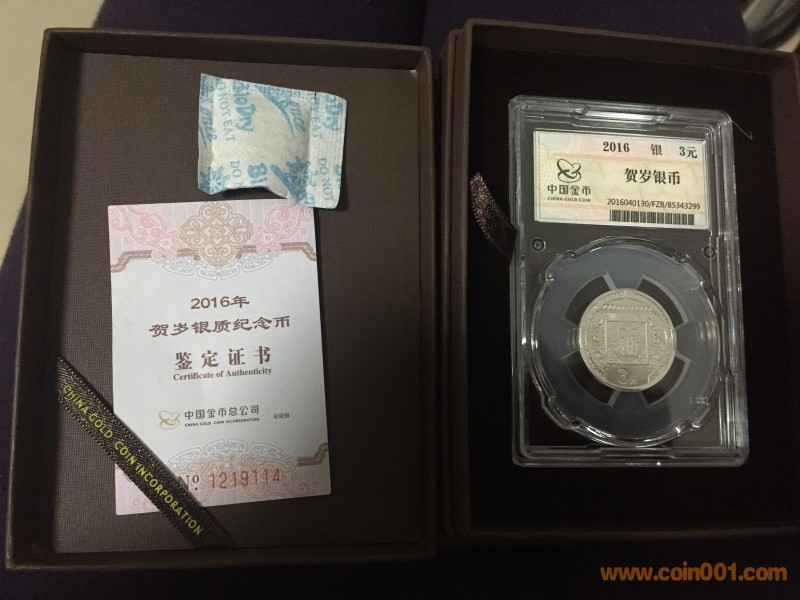 BioDry
DO NOT EAT
2016年
贺岁银质纪念币
鉴定证书
Certificate of Authenticity
中国金币总公司
CHINA GOLD COIN INCORPORATION
No. 1219114
CHINA GOLD COIN INCORPORATION
2016 银 3元
中国金币
CHINA GOLD COIN
贺岁银币
2016040130/FZB/85343299
3元
www.coin001.com